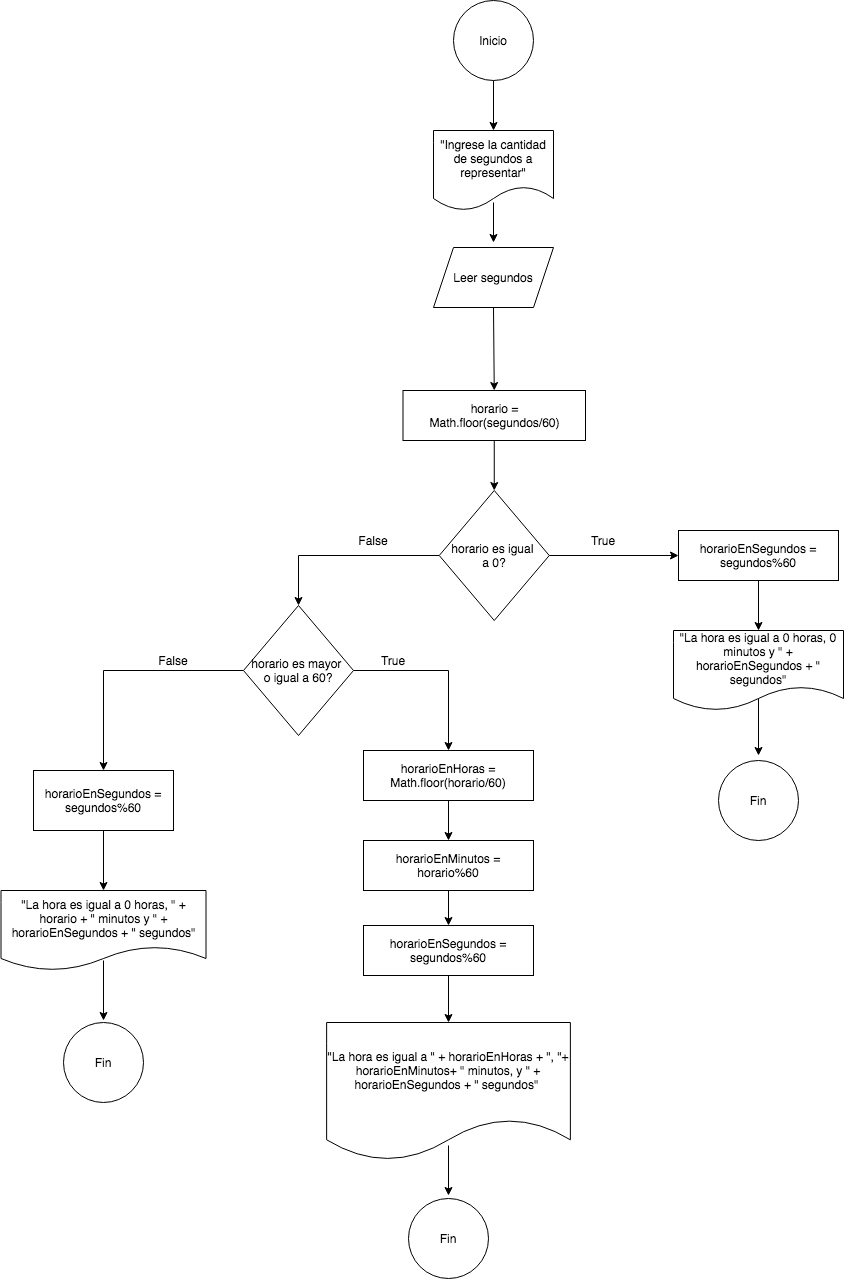 Inicio
"Ingrese la cantidad
de segundos a
representar"
Leer segundos
horario =
Math.floor(segundos/60)
horario es igual
a 0?
False
True
horarioEnSegundos =
segundos%60
"La hora es igual a 0 horas, 0
minutos y " +
horarioEnSegundos + "
segundos"
Fin
horario es mayor
o igual a 60?
False
True
horarioEnSegundos =
segundos%60
"La hora es igual a 0 horas, " +
horario + " minutos y " +
horarioEnSegundos + " segundos"
Fin
horarioEnHoras =
Math.floor(horario/60)
horarioEnMinutos =
horario%60
horarioEnSegundos =
segundos%60
"La hora es igual a " + horarioEnHoras + ", "+
horarioEnMinutos+ " minutos, y " +
horarioEnSegundos + " segundos"
Fin